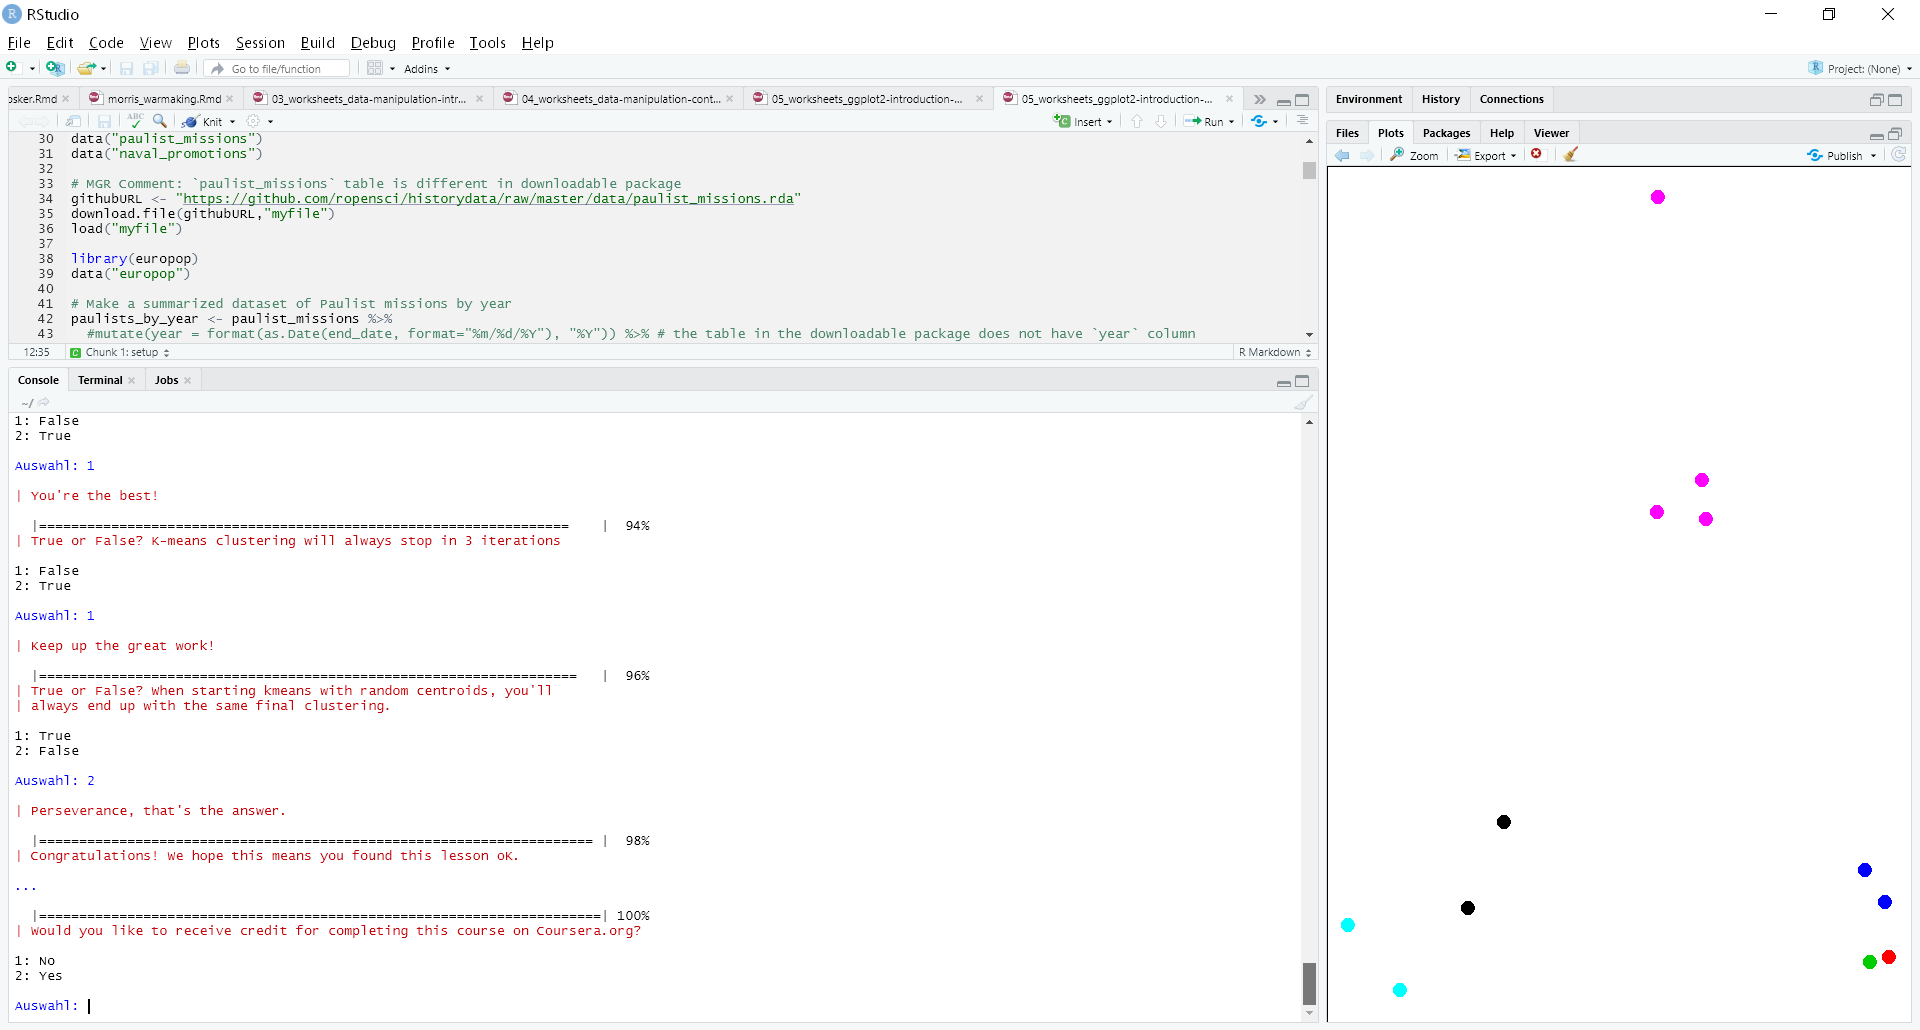 RStudio
File Edit Code View Plots Session Build Debug Profile Tools Help
Go to file/function Addins Project: (None)
osker.Rmd morris_warmaking.Rmd 03_worksheets_data-manipulation-intr... 04_worksheets_data-manipulation-cont... 05_worksheets_ggplot2-introduction-... 05_worksheets_ggplot2-introduction-...
ABC Knit Insert Run
30 data("paulist_missions")
31 data("naval_promotions")
32
33 # MGR Comment: `paulist_missions` table is different in downloadable package
34 githubURL <- "https://github.com/ropensci/historydata/raw/master/data/paulist_missions.rda"
35 download.file(githubURL,"myfile")
36 load("myfile")
37
38 library(europop)
39 data("europop")
40
41 # Make a summarized dataset of Paulist missions by year
42 paulists_by_year <- paulist_missions %>%
43 #mutate(year = format(as.Date(end_date, format="%m/%d/%Y"), "%Y")) %>% # the table in the downloadable package does not have `year` column
12:35 Chunk 1: setup R Markdown
Console Terminal Jobs
~/
1: False
2: True
Auswahl: 1
| You're the best!
|==================================================================    |  94%
| True or False? K-means clustering will always stop in 3 iterations
1: False
2: True
Auswahl: 1
| Keep up the great work!
|===================================================================   |  96%
| True or False? When starting kmeans with random centroids, you'll
| always end up with the same final clustering.
1: True
2: False
Auswahl: 2
| Perseverance, that's the answer.
|===================================================================== |  98%
| Congratulations! We hope this means you found this lesson oK.
...
|======================================================================| 100%
| Would you like to receive credit for completing this course on Coursera.org?
1: No
2: Yes
Auswahl:
Environment History Connections
Files Plots Packages Help Viewer
Zoom Export Publish